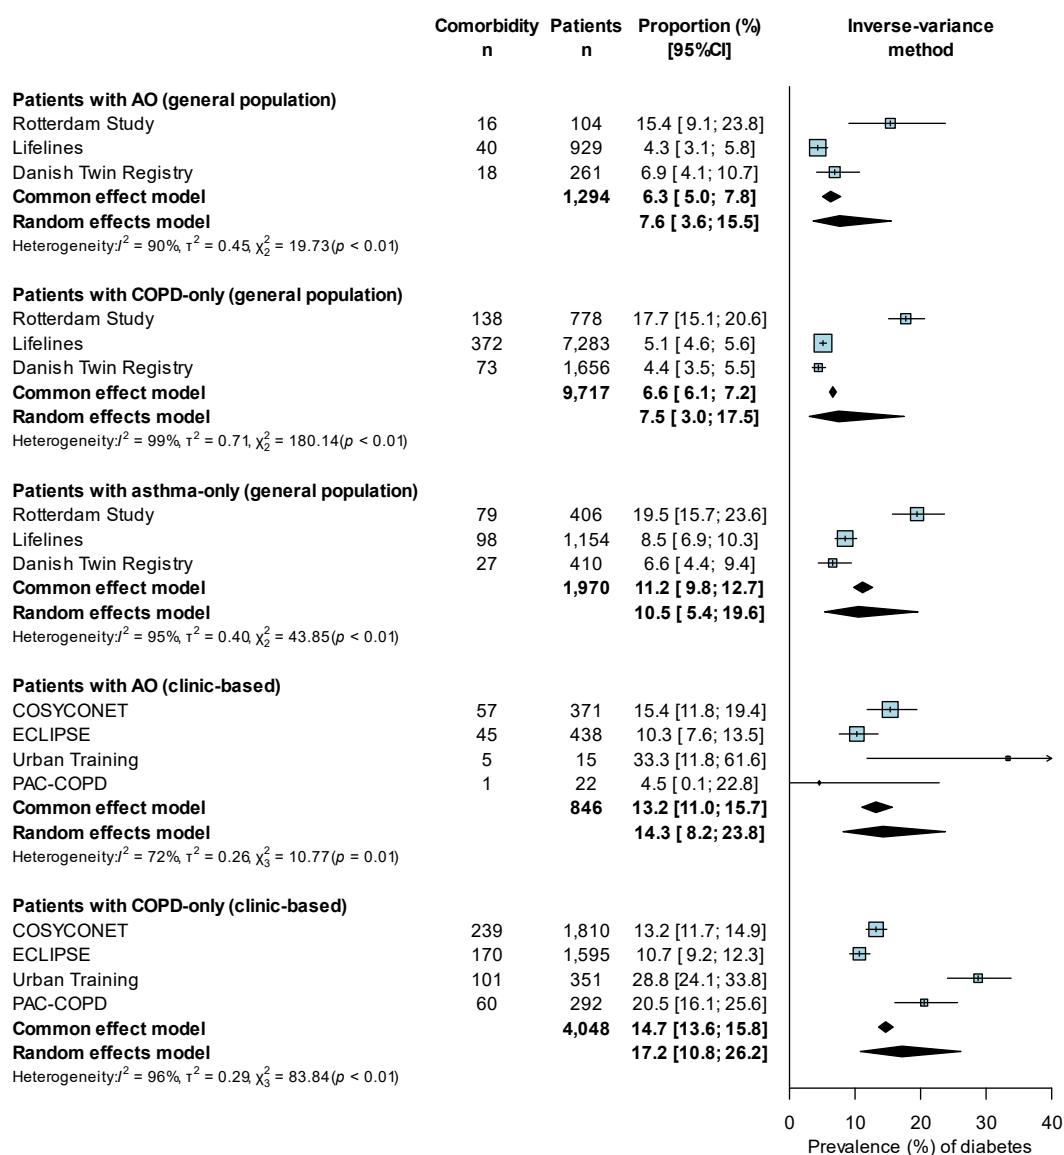 Comorbidity Patients Proportion (%) Inverse-variance
n n [95%CI] method
Patients with AO (general population)
Rotterdam Study 16 104 15.4 [ 9.1; 23.8]
Lifelines 40 929 4.3 [ 3.1; 5.8]
Danish Twin Registry 18 261 6.9 [ 4.1; 10.7]
Common effect model 1,294 6.3 [ 5.0; 7.8]
Random effects model 7.6 [ 3.6; 15.5]
Heterogeneity: I² = 90%, τ² = 0.45, χ²₂ = 19.73 (p < 0.01)
Patients with COPD-only (general population)
Rotterdam Study 138 778 17.7 [15.1; 20.6]
Lifelines 372 7,283 5.1 [ 4.6; 5.6]
Danish Twin Registry 73 1,656 4.4 [ 3.5; 5.5]
Common effect model 9,717 6.6 [ 6.1; 7.2]
Random effects model 7.5 [ 3.0; 17.5]
Heterogeneity: I² = 99%, τ² = 0.71, χ²₂ = 180.14 (p < 0.01)
Patients with asthma-only (general population)
Rotterdam Study 79 406 19.5 [15.7; 23.6]
Lifelines 98 1,154 8.5 [ 6.9; 10.3]
Danish Twin Registry 27 410 6.6 [ 4.4; 9.4]
Common effect model 1,970 11.2 [ 9.8; 12.7]
Random effects model 10.5 [ 5.4; 19.6]
Heterogeneity: I² = 95%, τ² = 0.40, χ²₂ = 43.85 (p < 0.01)
Patients with AO (clinic-based)
COSYCONET 57 371 15.4 [11.8; 19.4]
ECLIPSE 45 438 10.3 [ 7.6; 13.5]
Urban Training 5 15 33.3 [11.8; 61.6]
PAC-COPD 1 22 4.5 [ 0.1; 22.8]
Common effect model 846 13.2 [11.0; 15.7]
Random effects model 14.3 [ 8.2; 23.8]
Heterogeneity: I² = 72%, τ² = 0.26, χ²₃ = 10.77 (p = 0.01)
Patients with COPD-only (clinic-based)
COSYCONET 239 1,810 13.2 [11.7; 14.9]
ECLIPSE 170 1,595 10.7 [ 9.2; 12.3]
Urban Training 101 351 28.8 [24.1; 33.8]
PAC-COPD 60 292 20.5 [16.1; 25.6]
Common effect model 4,048 14.7 [13.6; 15.8]
Random effects model 17.2 [10.8; 26.2]
Heterogeneity: I² = 96%, τ² = 0.29, χ²₃ = 83.84 (p < 0.01)
0 10 20 30 40
Prevalence (%) of diabetes